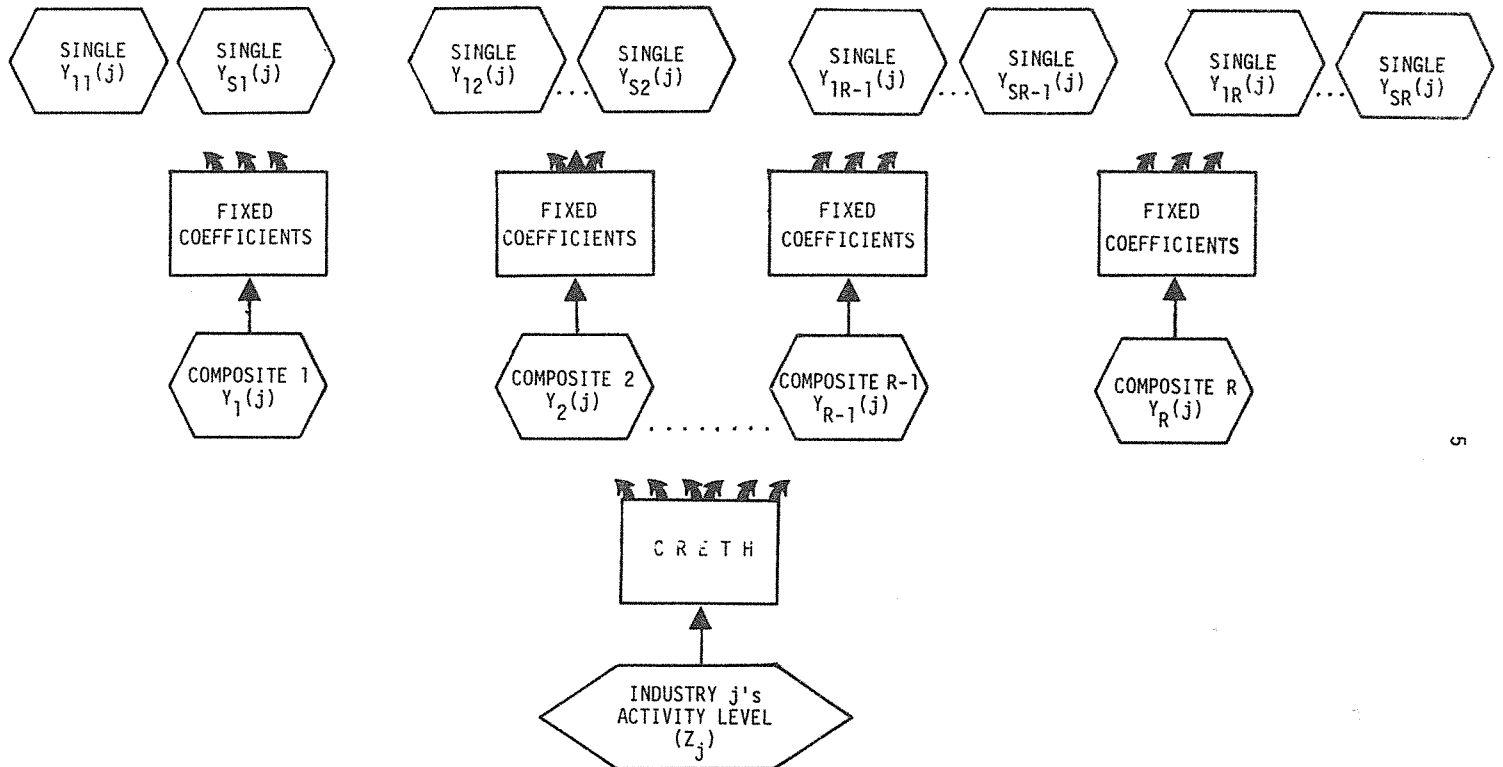 SINGLE
Y11(j)
SINGLE
YS1(j)
SINGLE
Y12(j)
...
SINGLE
YS2(j)
SINGLE
Y1R-1(j)
...
SINGLE
YSR-1(j)
SINGLE
Y1R(j)
...
SINGLE
YSR(j)
FIXED
COEFFICIENTS
FIXED
COEFFICIENTS
FIXED
COEFFICIENTS
FIXED
COEFFICIENTS
COMPOSITE 1
Y1(j)
COMPOSITE 2
Y2(j)
........
COMPOSITE R-1
YR-1(j)
COMPOSITE R
YR(j)
5
C R E T H
INDUSTRY j's
ACTIVITY LEVEL
(Zj)